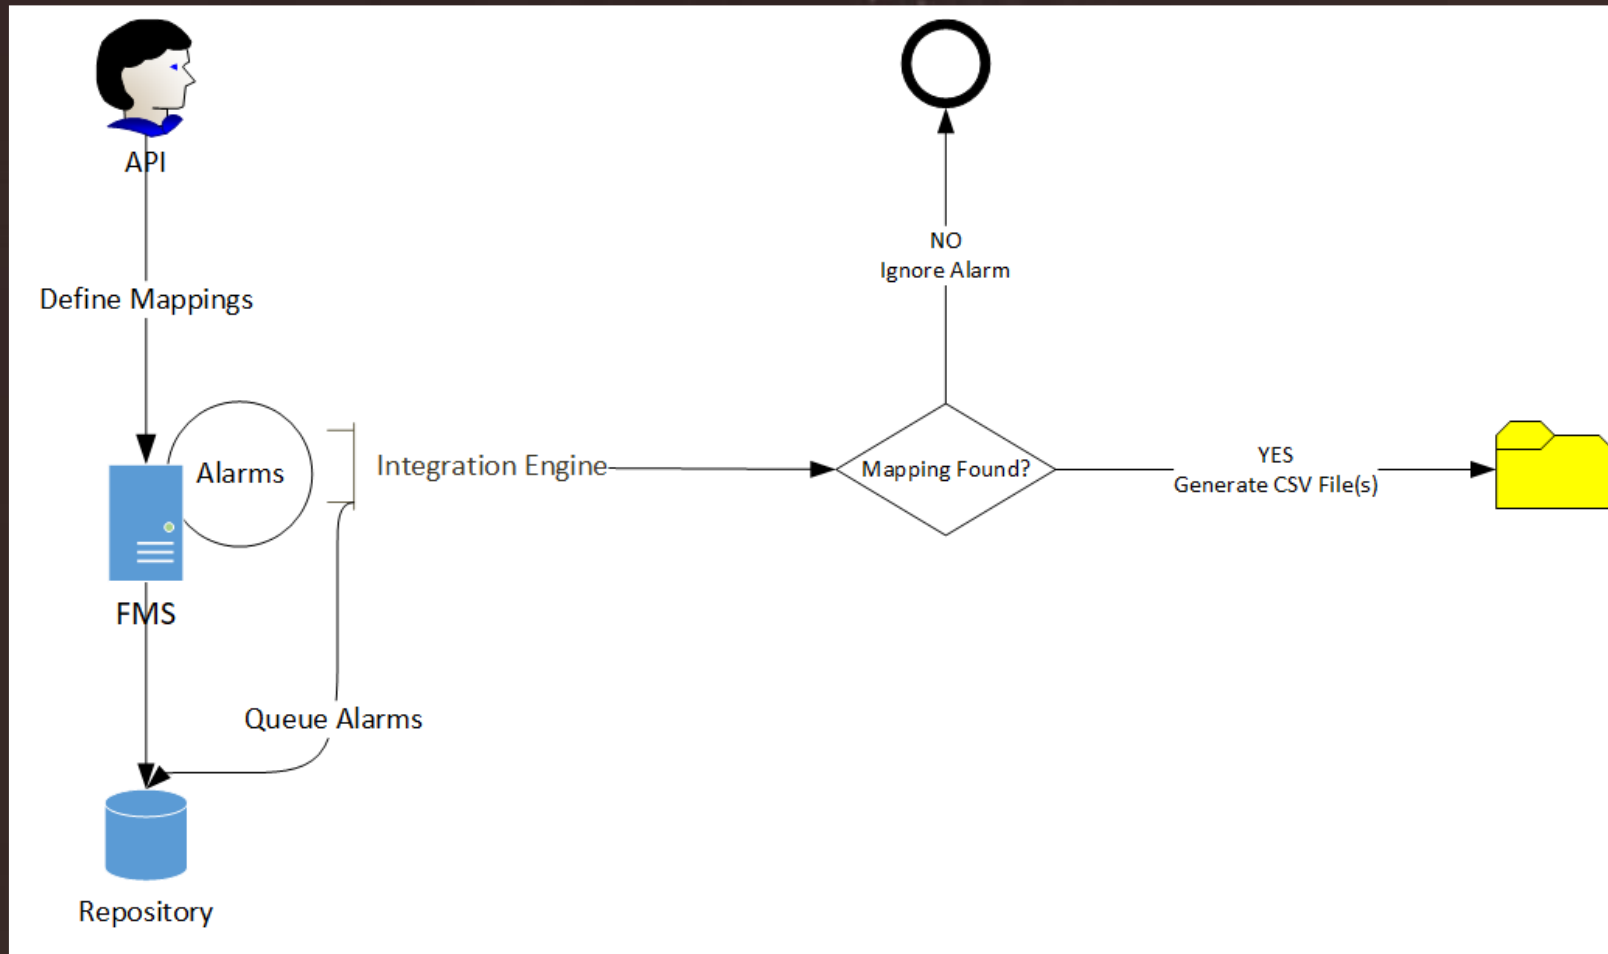 API
Define Mappings
NO
Ignore Alarm
Alarms
Integration Engine
Mapping Found?
YES
Generate CSV File(s)
FMS
Queue Alarms
Repository